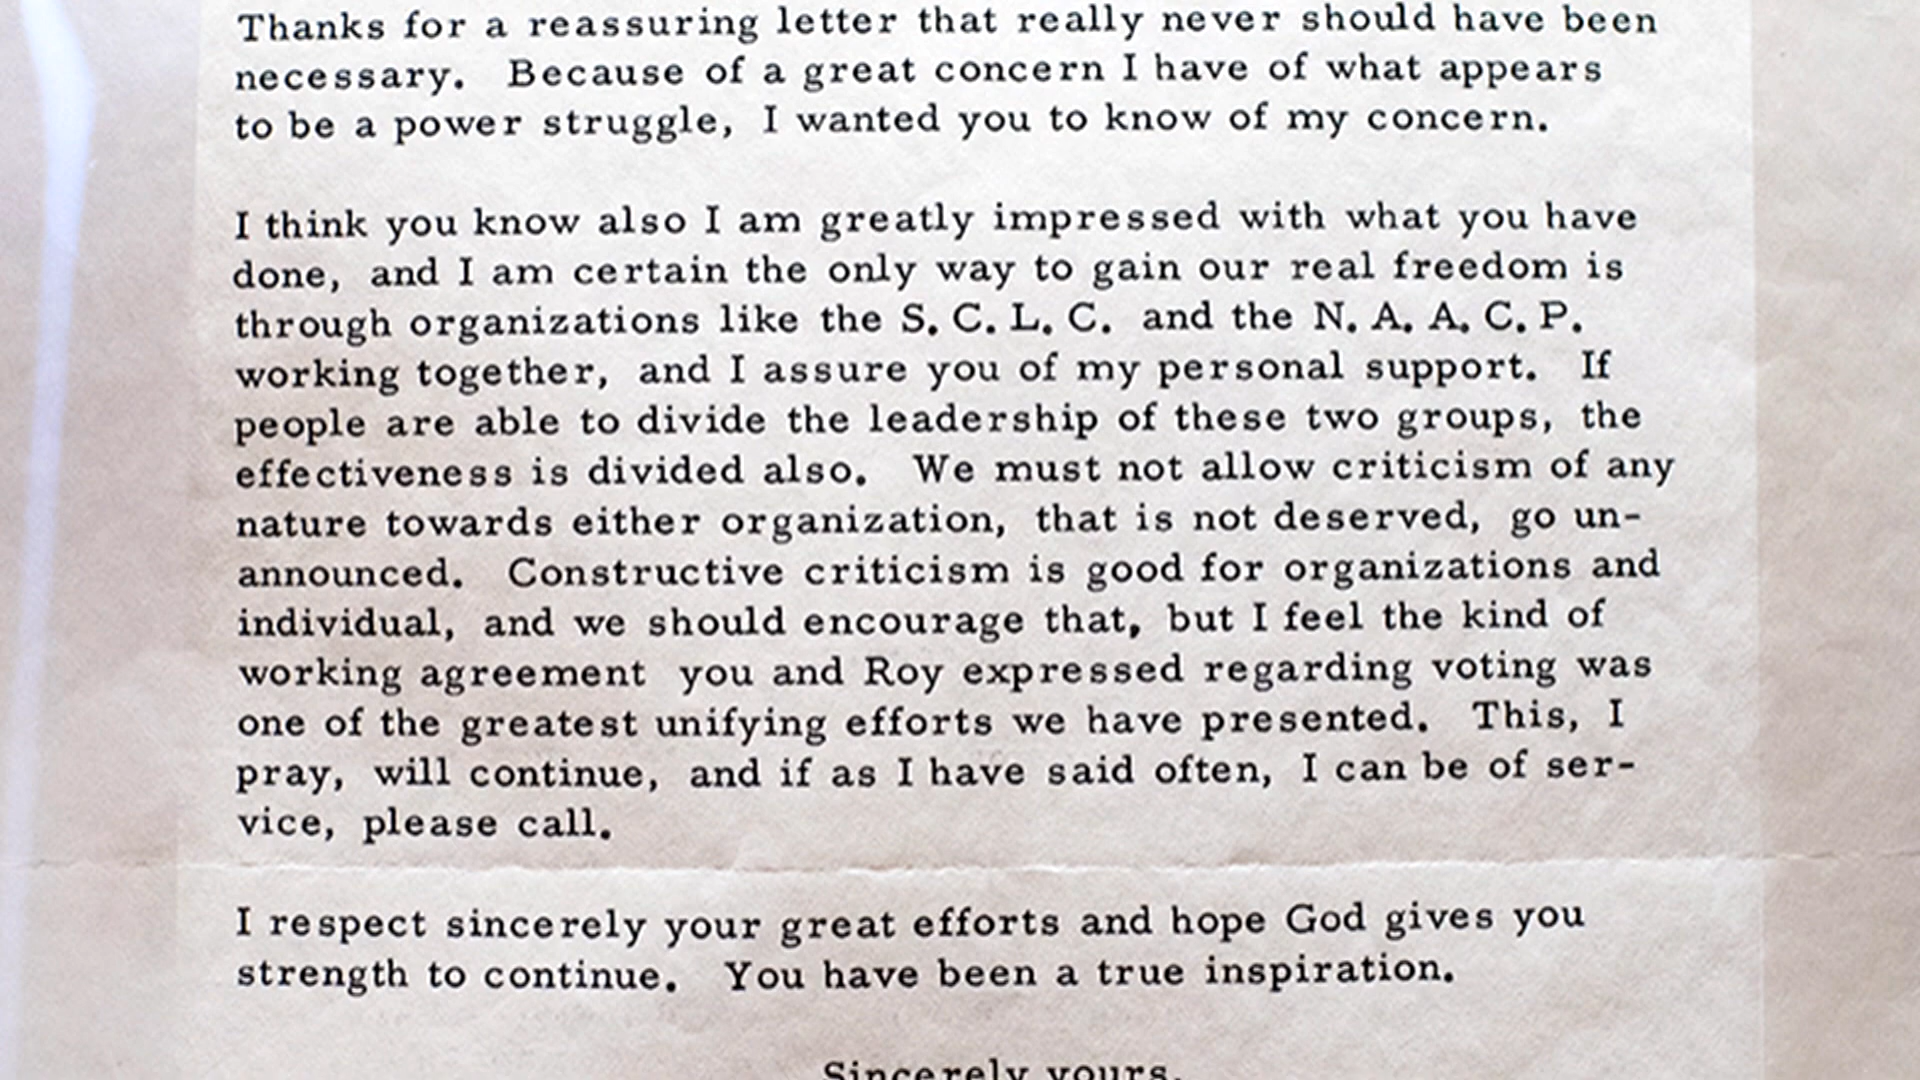 Thanks for a reassuring letter that really never should have been
necessary. Because of a great concern I have of what appears
to be a power struggle, I wanted you to know of my concern.
I think you know also I am greatly impressed with what you have
done, and I am certain the only way to gain our real freedom is
through organizations like the S. C. L. C. and the N. A. A. C. P.
working together, and I assure you of my personal support. If
people are able to divide the leadership of these two groups, the
effectiveness is divided also. We must not allow criticism of any
nature towards either organization, that is not deserved, go un-
announced. Constructive criticism is good for organizations and
individual, and we should encourage that, but I feel the kind of
working agreement you and Roy expressed regarding voting was
one of the greatest unifying efforts we have presented. This, I
pray, will continue, and if as I have said often, I can be of ser-
vice, please call.
I respect sincerely your great efforts and hope God gives you
strength to continue. You have been a true inspiration.
Sincerely yours,